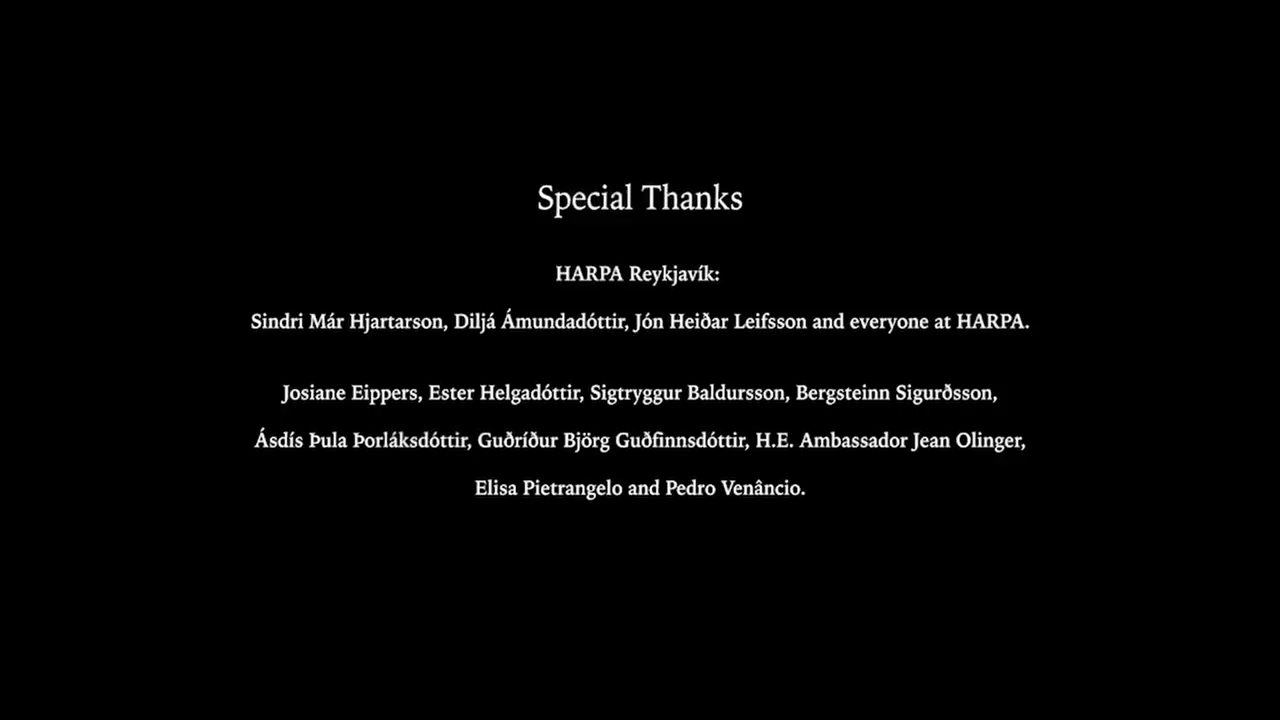 Special Thanks
HARPA Reykjavík:
Sindri Már Hjartarson, Diljá Ámundadóttir, Jón Heiðar Leifsson and everyone at HARPA.
Josiane Eippers, Ester Helgadóttir, Sigtryggur Baldursson, Bergsteinn Sigurðsson,
Ásdís Þula Þorláksdóttir, Guðríður Björg Guðfinnsdóttir, H.E. Ambassador Jean Olinger,
Elisa Pietrangelo and Pedro Venâncio.